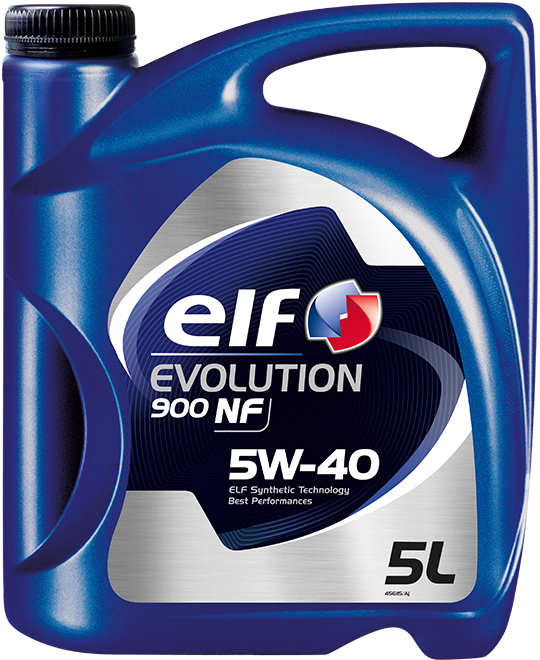 elf
EVOLUTION
900 NF
5W-40
ELF Synthetic Technology
Best Performances
5L